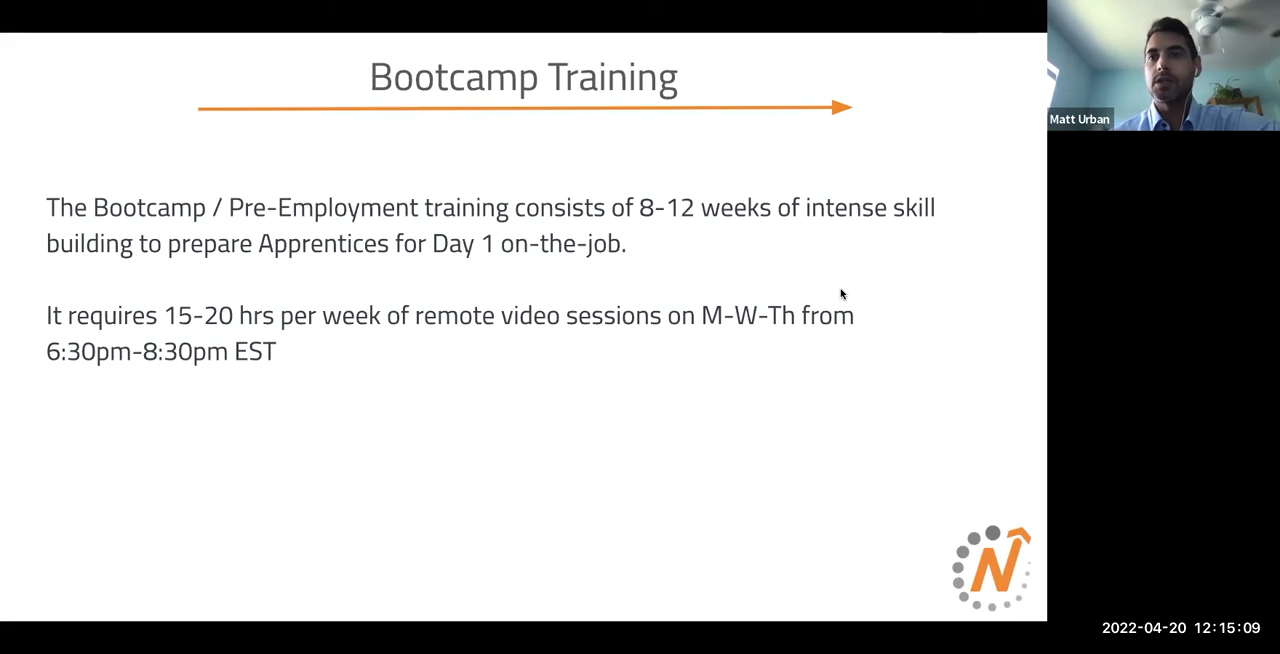 Bootcamp Training
Matt Urban
The Bootcamp / Pre-Employment training consists of 8-12 weeks of intense skill
building to prepare Apprentices for Day 1 on-the-job.
It requires 15-20 hrs per week of remote video sessions on M-W-Th from
6:30pm-8:30pm EST
N
2022-04-20 12:15:09